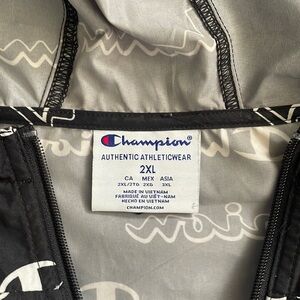 Champion
AUTHENTIC ATHLETICWEAR
2XL
CA MEX ASIA
2XL/2TG 2XG 3XL
MADE IN VIETNAM
FABRIQUÉ AU VIÊT-NAM
HECHO EN VIETNAM
CHAMPION.COM